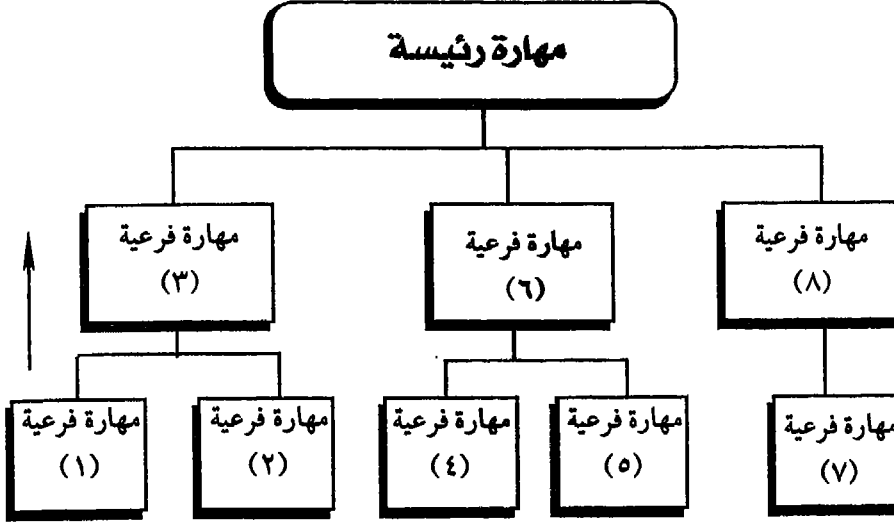 مهارة رئيسة
مهارة فرعية
(٨)
مهارة فرعية
(٦)
مهارة فرعية
(٣)
مهارة فرعية
(٧)
مهارة فرعية
(٥)
مهارة فرعية
(٤)
مهارة فرعية
(٢)
مهارة فرعية
(١)